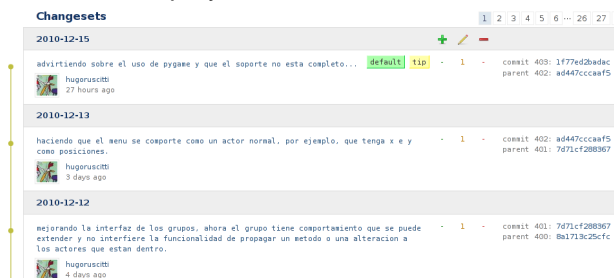 Changesets
1 2 3 4 5 6 ... 26 27
2010-12-15
advirtiendo sobre el uso de pygame y que el soporte no esta completo... default tip - 1 - commit 403: 1f77ed2badac
parent 402: ad447cccaaf5
hugoruscitti
27 hours ago
2010-12-13
haciendo que el menu se comporte como un actor normal, por ejemplo, que tenga x e y - 1 - commit 402: ad447cccaaf5
como posiciones. parent 401: 7d71cf288367
hugoruscitti
3 days ago
2010-12-12
mejorando la interfaz de los grupos, ahora el grupo tiene comportamiento que se puede - 1 - commit 401: 7d71cf288367
extender y no interfiere la funcionalidad de propagar un metodo o una alteracion a parent 400: 8a1713c25cfc
los actores que estan dentro.
hugoruscitti
4 days ago